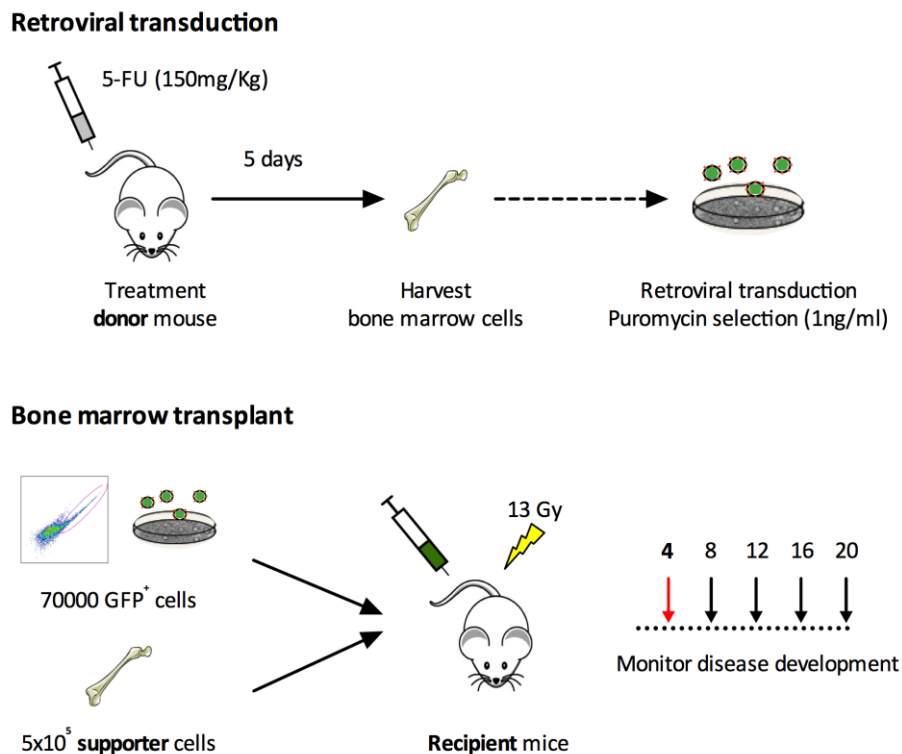 Retroviral transduction
5-FU (150mg/Kg)
5 days
Treatment
donor mouse
Harvest
bone marrow cells
Retroviral transduction
Puromycin selection (1ng/ml)
Bone marrow transplant
70000 GFP⁺ cells
5x10⁵ supporter cells
13 Gy
Recipient mice
4 8 12 16 20
Monitor disease development